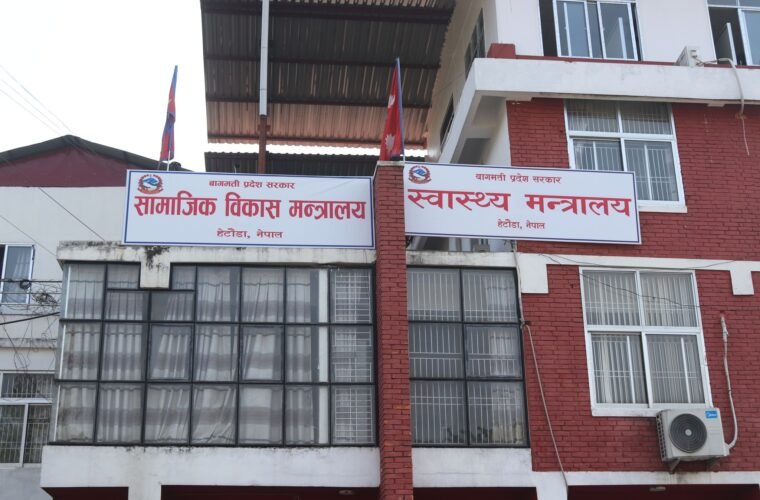 बागमती प्रदेश सरकार
सामाजिक विकास मन्त्रालय
हेटौंडा, नेपाल
बागमती प्रदेश सरकार
स्वास्थ्य मन्त्रालय
हेटौंडा, नेपाल